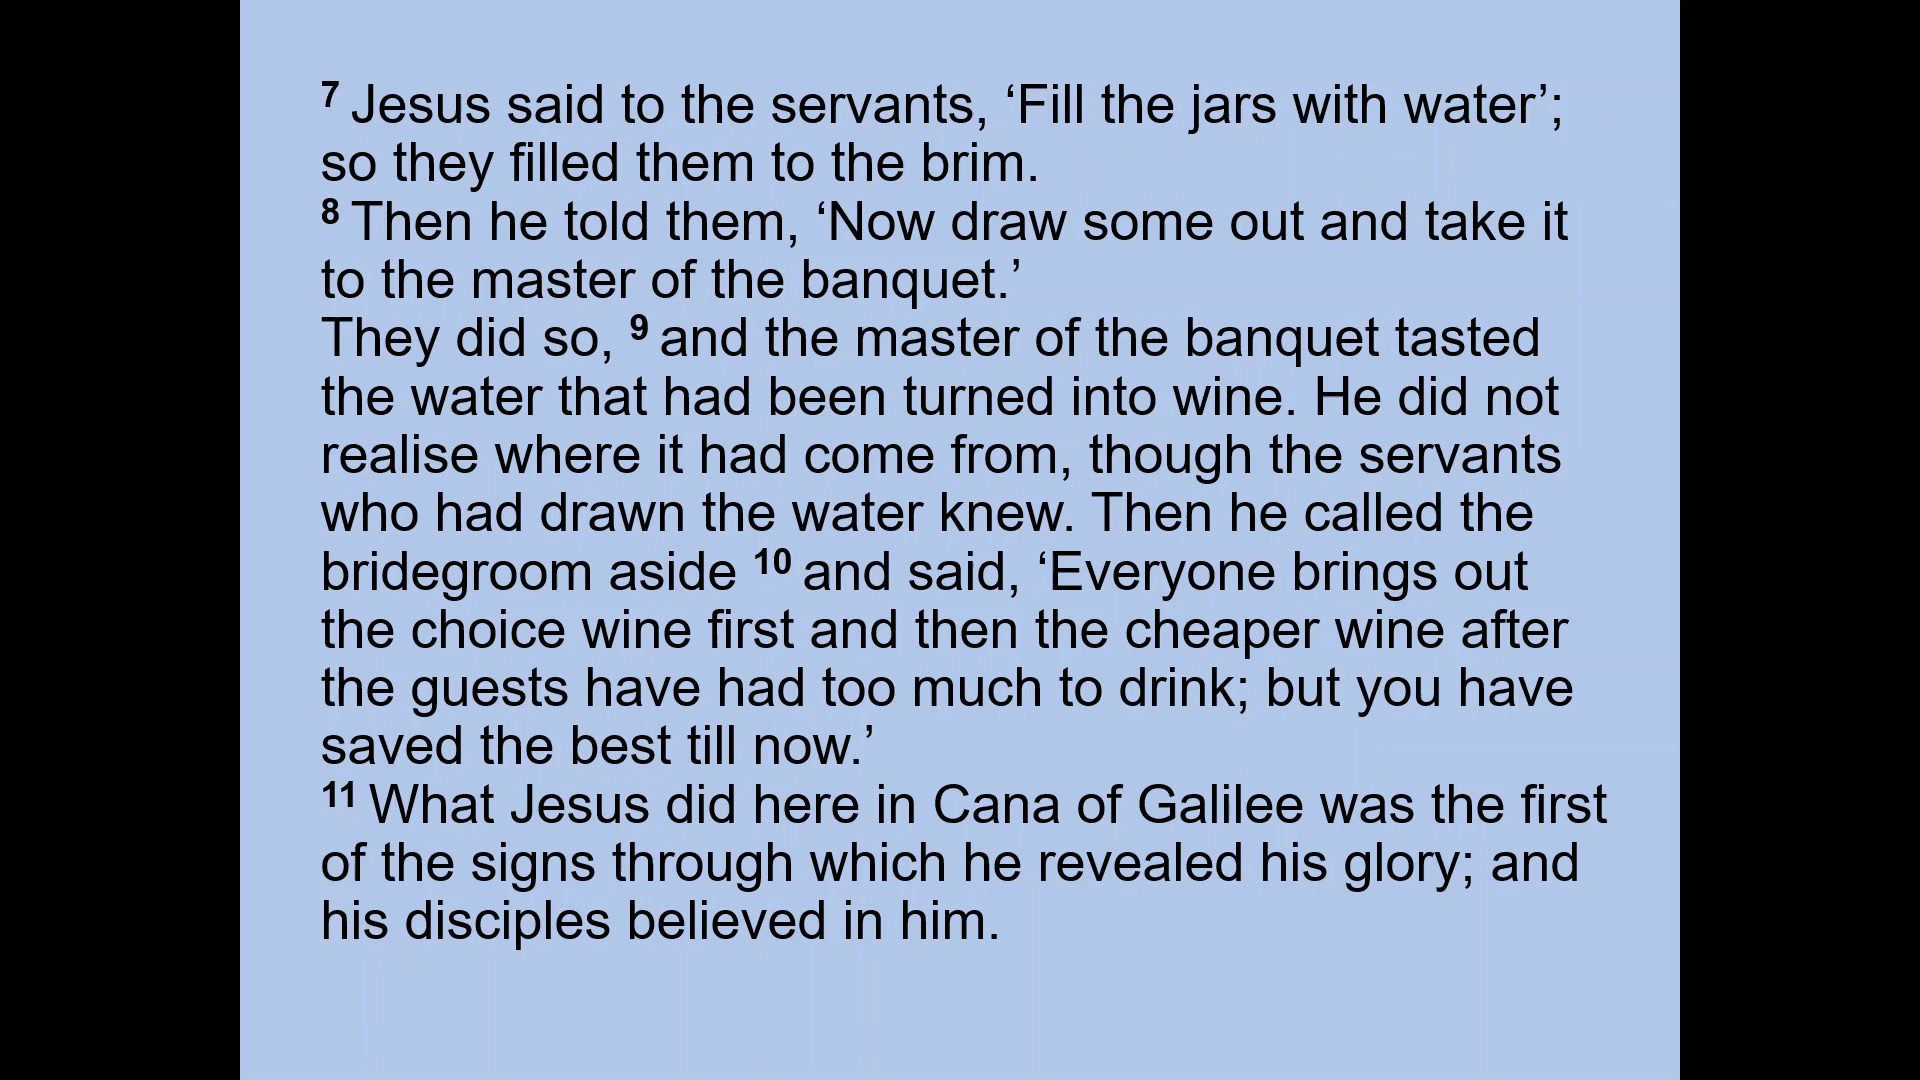 7 Jesus said to the servants, ‘Fill the jars with water’;
so they filled them to the brim.
8 Then he told them, ‘Now draw some out and take it
to the master of the banquet.’
They did so, 9 and the master of the banquet tasted
the water that had been turned into wine. He did not
realise where it had come from, though the servants
who had drawn the water knew. Then he called the
bridegroom aside 10 and said, ‘Everyone brings out
the choice wine first and then the cheaper wine after
the guests have had too much to drink; but you have
saved the best till now.’
11 What Jesus did here in Cana of Galilee was the first
of the signs through which he revealed his glory; and
his disciples believed in him.